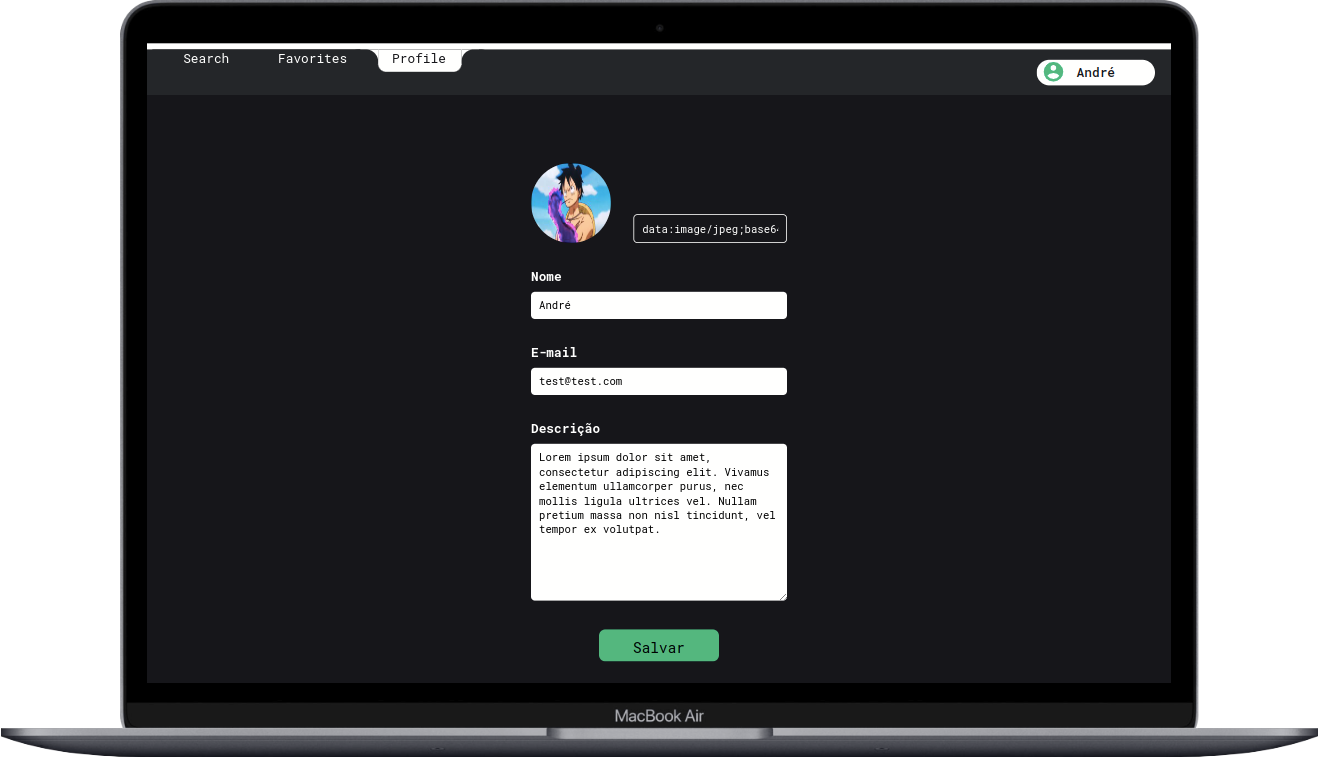 Search
Favorites
Profile
André
data:image/jpeg;base64
Nome
André
E-mail
test@test.com
Descrição
Lorem ipsum dolor sit amet,
consectetur adipiscing elit. Vivamus
elementum ullamcorper purus, nec
mollis ligula ultrices vel. Nullam
pretium massa non nisl tincidunt, vel
tempor ex volutpat.
Salvar
MacBook Air